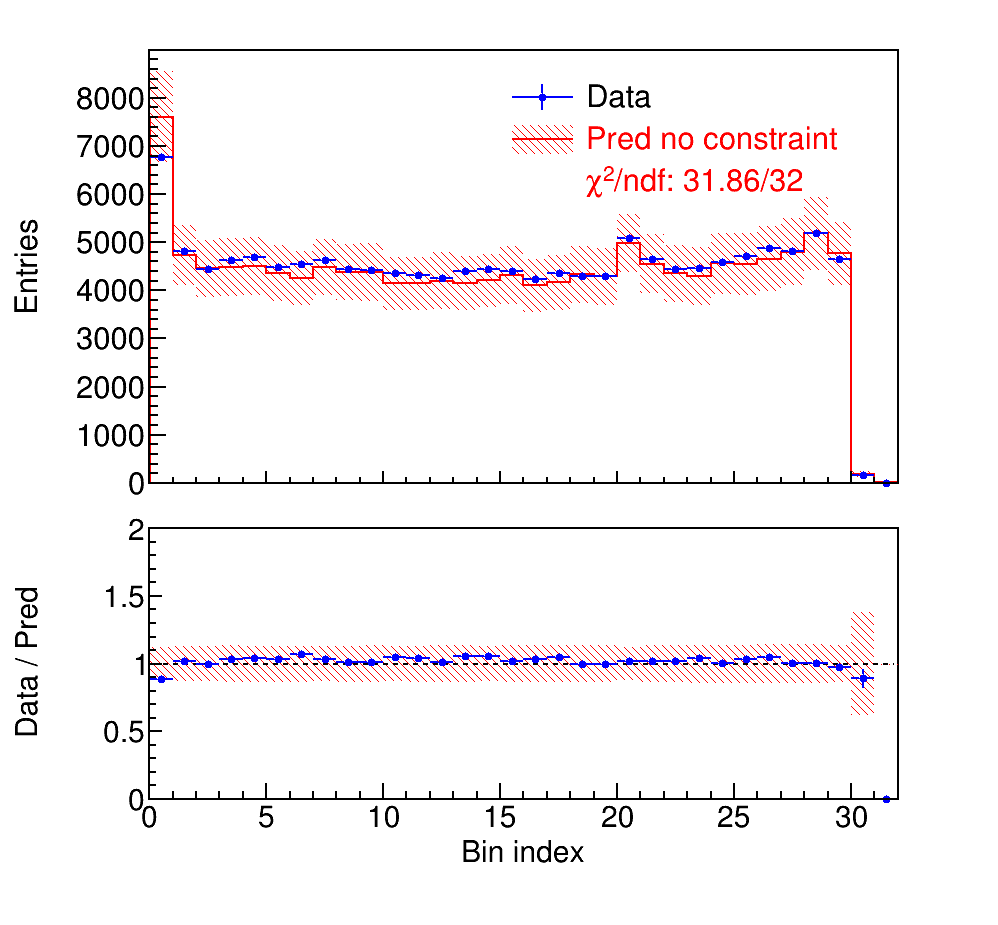 8000
7000
6000
5000
4000
3000
2000
1000
0
Entries
Data
Pred no constraint
χ²/ndf: 31.86/32
2
1.5
1
0.5
0
Data / Pred
0 5 10 15 20 25 30
Bin index